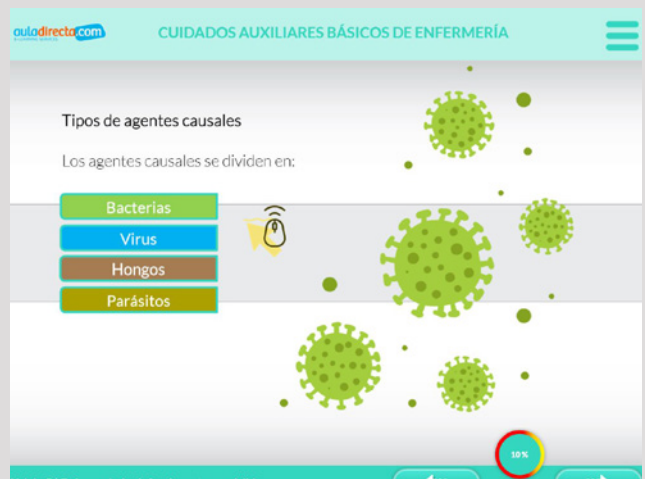 auladirecta.com
CUIDADOS AUXILIARES BÁSICOS DE ENFERMERÍA
Tipos de agentes causales
Los agentes causales se dividen en:
Bacterias
Virus
Hongos
Parásitos
10%